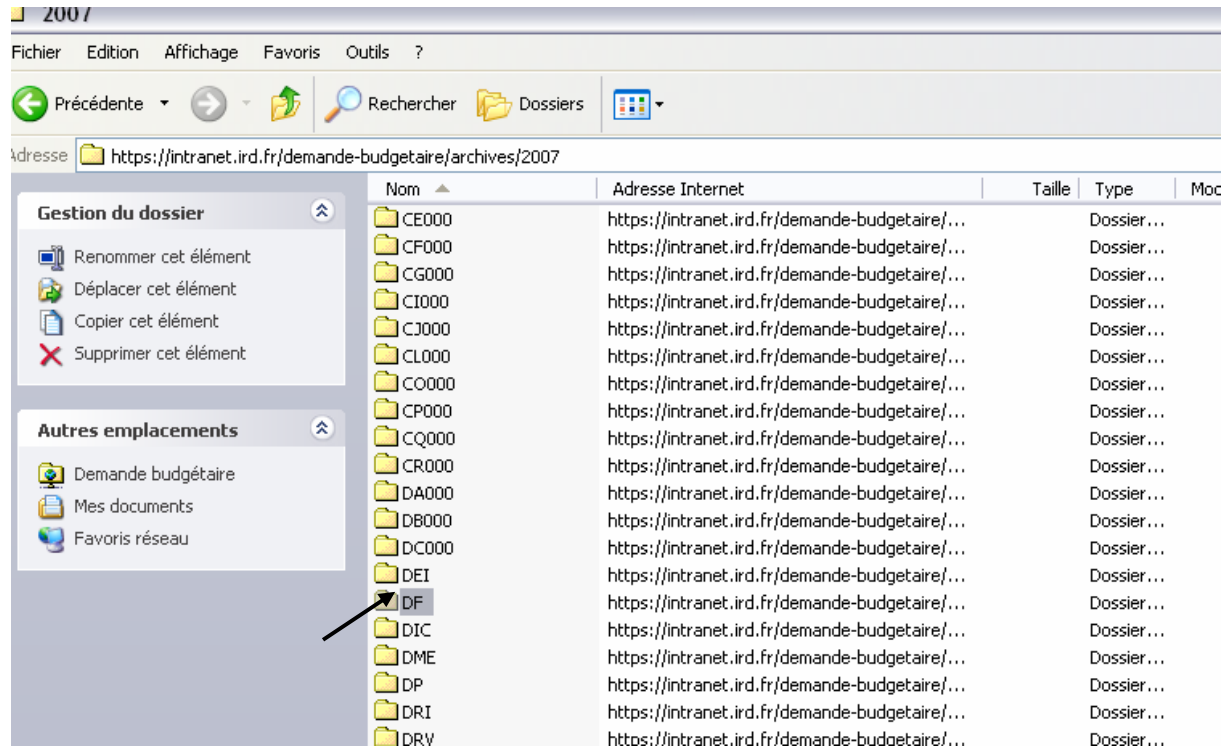 2007
Fichier Edition Affichage Favoris Outils ?
Précédente Rechercher Dossiers
Adresse https://intranet.ird.fr/demande-budgetaire/archives/2007
Gestion du dossier
Renommer cet élément
Déplacer cet élément
Copier cet élément
Supprimer cet élément
Autres emplacements
Demande budgétaire
Mes documents
Favoris réseau
Nom Adresse Internet Taille Type Mod
CE000 https://intranet.ird.fr/demande-budgetaire/... Dossier...
CF000 https://intranet.ird.fr/demande-budgetaire/... Dossier...
CG000 https://intranet.ird.fr/demande-budgetaire/... Dossier...
CI000 https://intranet.ird.fr/demande-budgetaire/... Dossier...
CJ000 https://intranet.ird.fr/demande-budgetaire/... Dossier...
CL000 https://intranet.ird.fr/demande-budgetaire/... Dossier...
CO000 https://intranet.ird.fr/demande-budgetaire/... Dossier...
CP000 https://intranet.ird.fr/demande-budgetaire/... Dossier...
CQ000 https://intranet.ird.fr/demande-budgetaire/... Dossier...
CR000 https://intranet.ird.fr/demande-budgetaire/... Dossier...
DA000 https://intranet.ird.fr/demande-budgetaire/... Dossier...
DB000 https://intranet.ird.fr/demande-budgetaire/... Dossier...
DC000 https://intranet.ird.fr/demande-budgetaire/... Dossier...
DEI https://intranet.ird.fr/demande-budgetaire/... Dossier...
DF https://intranet.ird.fr/demande-budgetaire/... Dossier...
DIC https://intranet.ird.fr/demande-budgetaire/... Dossier...
DME https://intranet.ird.fr/demande-budgetaire/... Dossier...
DP https://intranet.ird.fr/demande-budgetaire/... Dossier...
DRI https://intranet.ird.fr/demande-budgetaire/... Dossier...
DRV https://intranet.ird.fr/demande-budgetaire/... Dossier...